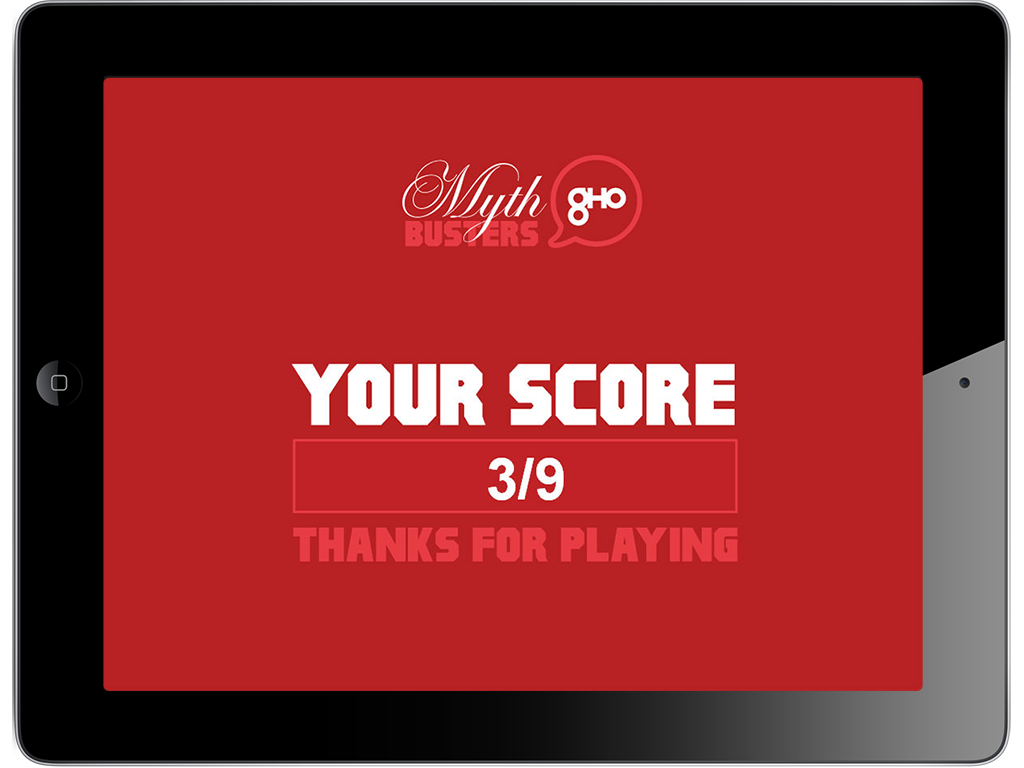 Myth
BUSTERS
gHo
YOUR SCORE
3/9
THANKS FOR PLAYING